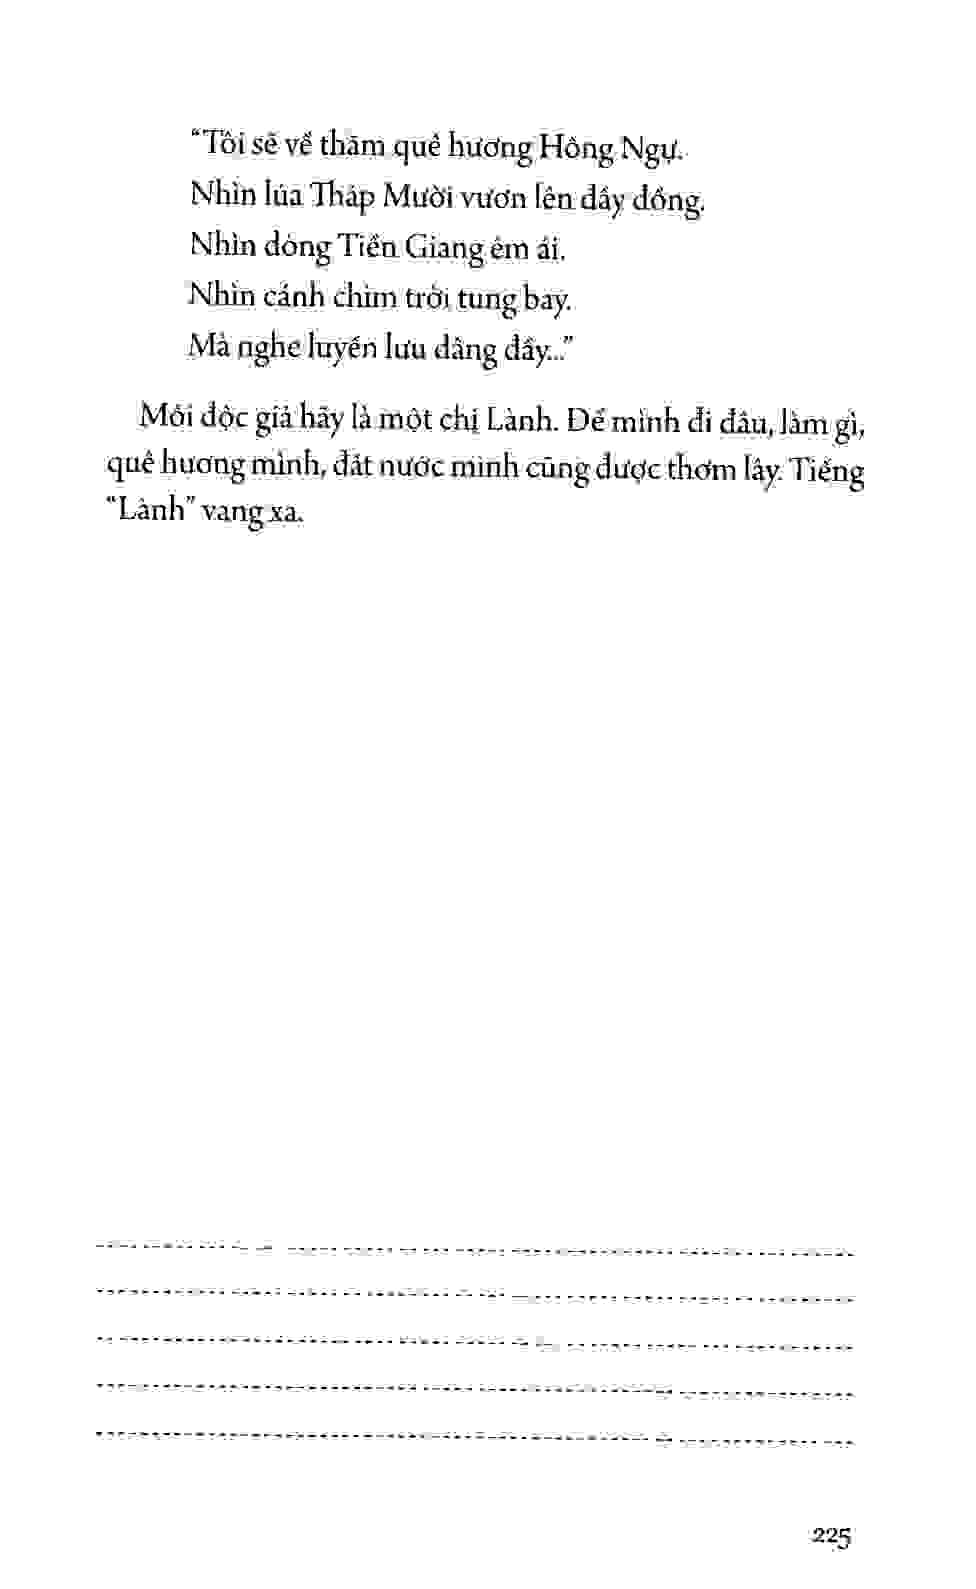 “Tôi sẽ về thăm quê hương Hồng Ngự.
Nhìn lúa Tháp Mười vươn lên đầy đồng.
Nhìn dòng Tiền Giang êm ái.
Nhìn cánh chim trời tung bay.
Mà nghe luyến lưu dâng đầy...”
Mỗi độc giả hãy là một chị Lành. Để mình đi đâu, làm gì,
quê hương mình, đất nước mình cũng được thơm lây. Tiếng
“Lành” vang xa.
225